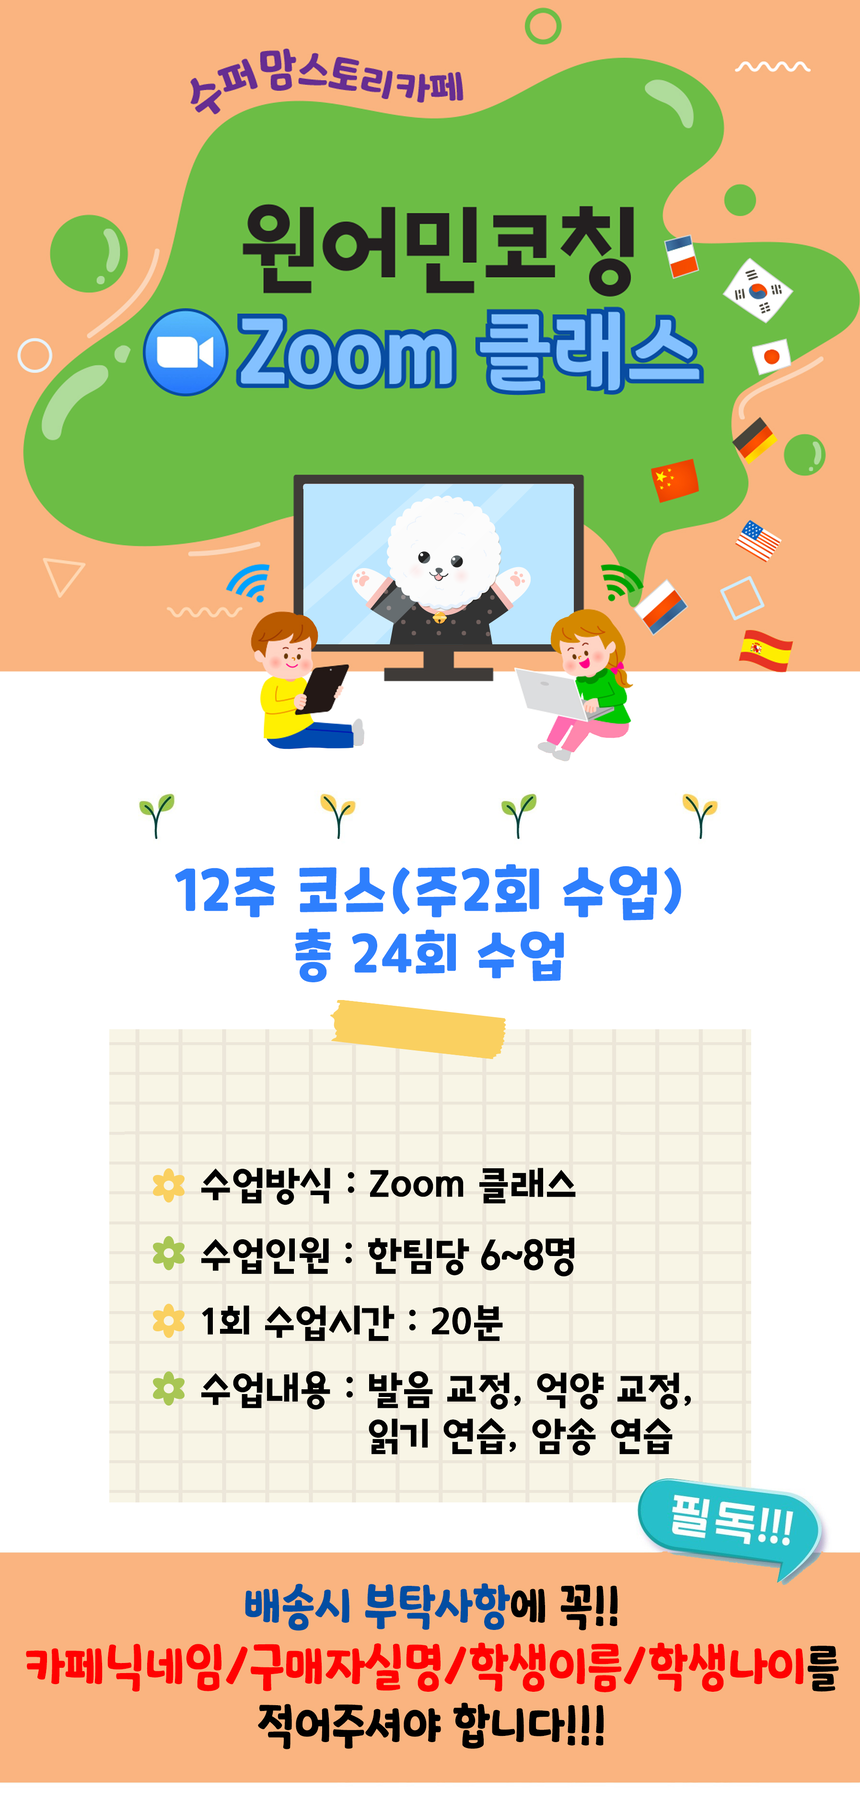 수퍼맘스토리카페
원어민코칭
Zoom 클래스
12주 코스(주2회 수업)
총 24회 수업
수업방식 : Zoom 클래스
수업인원 : 한팀당 6~8명
1회 수업시간 : 20분
수업내용 : 발음 교정, 억양 교정,
읽기 연습, 암송 연습
필독!!!
배송시 부탁사항에 꼭!!
카페닉네임/구매자실명/학생이름/학생나이를
적어주셔야 합니다!!!